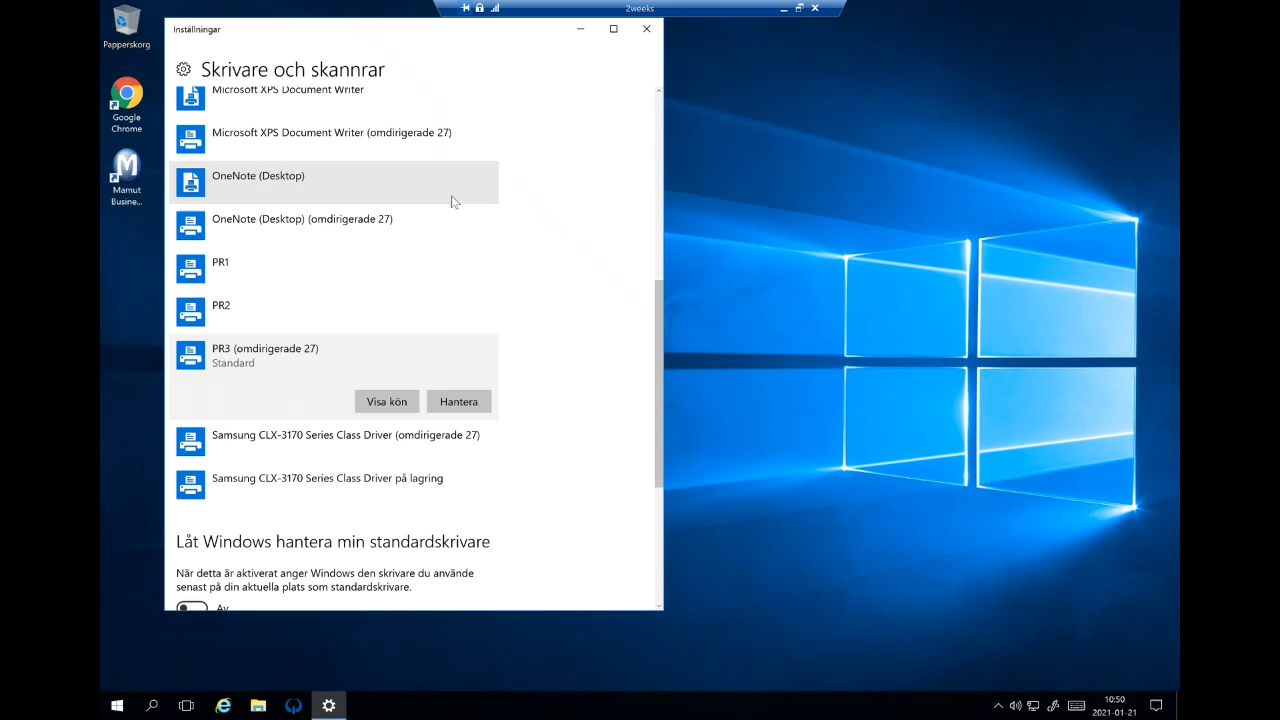 2weeks
Papperskorg
Google
Chrome
Mamut
Busine...
Inställningar
Skrivare och skannrar
Microsoft XPS Document Writer
Microsoft XPS Document Writer (omdirigerade 27)
OneNote (Desktop)
OneNote (Desktop) (omdirigerade 27)
PR1
PR2
PR3 (omdirigerade 27)
Standard
Visa kön
Hantera
Samsung CLX-3170 Series Class Driver (omdirigerade 27)
Samsung CLX-3170 Series Class Driver på lagring
Låt Windows hantera min standardskrivare
När detta är aktiverat anger Windows den skrivare du använde
senast på din aktuella plats som standardskrivare.
Av
10:50
2021-01-21